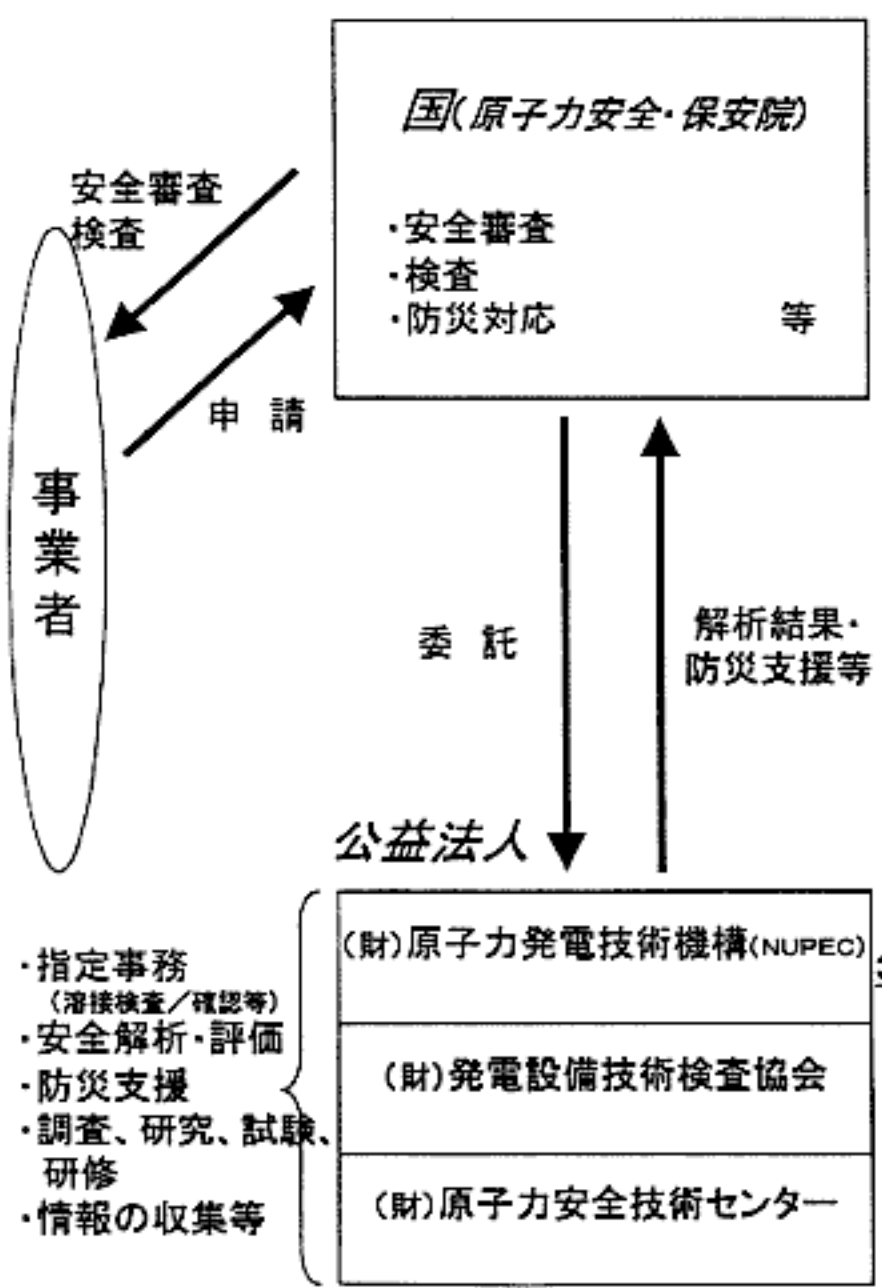 国(原子力安全・保安院)
・安全審査
・検査
・防災対応 等
安全審査
検査
申 請
事業者
委 託
解析結果・
防災支援等
公益法人
(財)原子力発電技術機構(NUPEC)
(財)発電設備技術検査協会
(財)原子力安全技術センター
・指定事務
(溶接検査/確認等)
・安全解析・評価
・防災支援
・調査、研究、試験、
研修
・情報の収集等